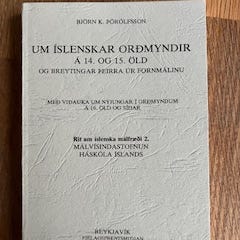 BJÖRN K. ÞÓRÓLFSSON
UM ÍSLENSKAR ORÐMYNDIR
Á 14. OG 15. ÖLD
OG BREYTINGAR ÞEIRRA ÚR FORNMÁLINU
MEÐ VIÐAUKA UM NÝJUNGAR Í ORÐMYNDUM
Á 16. ÖLD OG SÍÐAR
Rit um íslenska málfræði 2.
MÁLVÍSINDASTOFNUN
HÁSKÓLA ÍSLANDS
REYKJAVÍK
FJELAGSPRENTSMIÐJAN